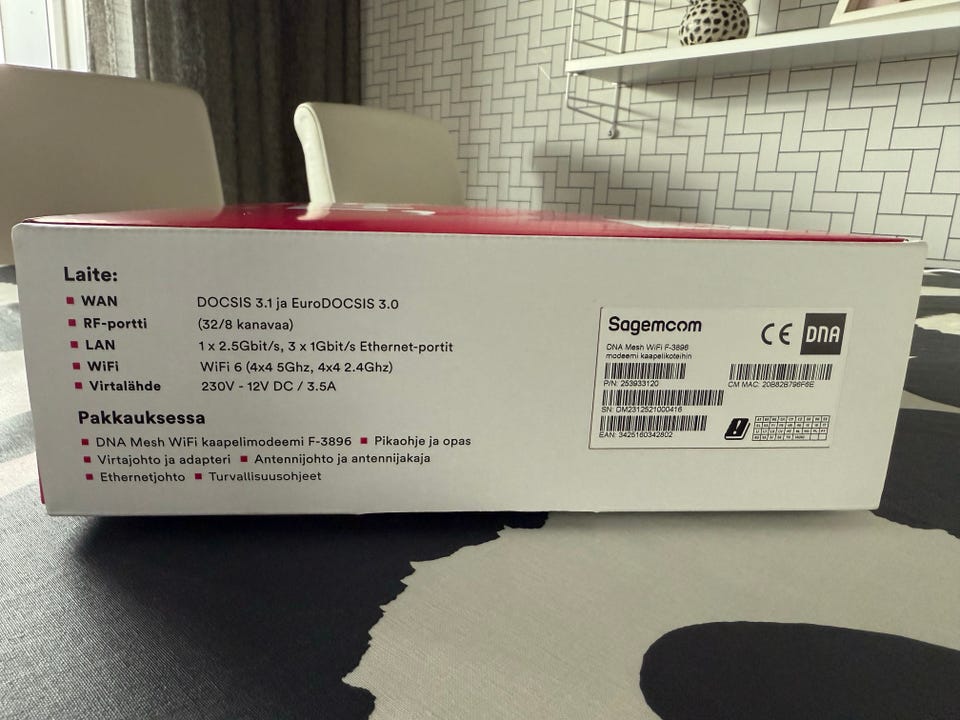 Laite:
WAN DOCSIS 3.1 ja EuroDOCSIS 3.0
RF-portti (32/8 kanavaa)
LAN 1 x 2.5Gbit/s, 3 x 1Gbit/s Ethernet-portit
WiFi WiFi 6 (4x4 5Ghz, 4x4 2.4Ghz)
Virtalähde 230V - 12V DC / 3.5A
Pakkauksessa
DNA Mesh WiFi kaapelimodeemi F-3896 Pikaohje ja opas
Virtajohto ja adapteri Antennijohto ja antennijakaja
Ethernetjohto Turvallisuusohjeet
Sagemcom
CE DNA
DNA Mesh WiFi F-3896
modeemi kaapelikoteihin
P/N: 253933120
CM MAC: 20B82B796F6E
SN: DM2312521000416
EAN: 3425160342802